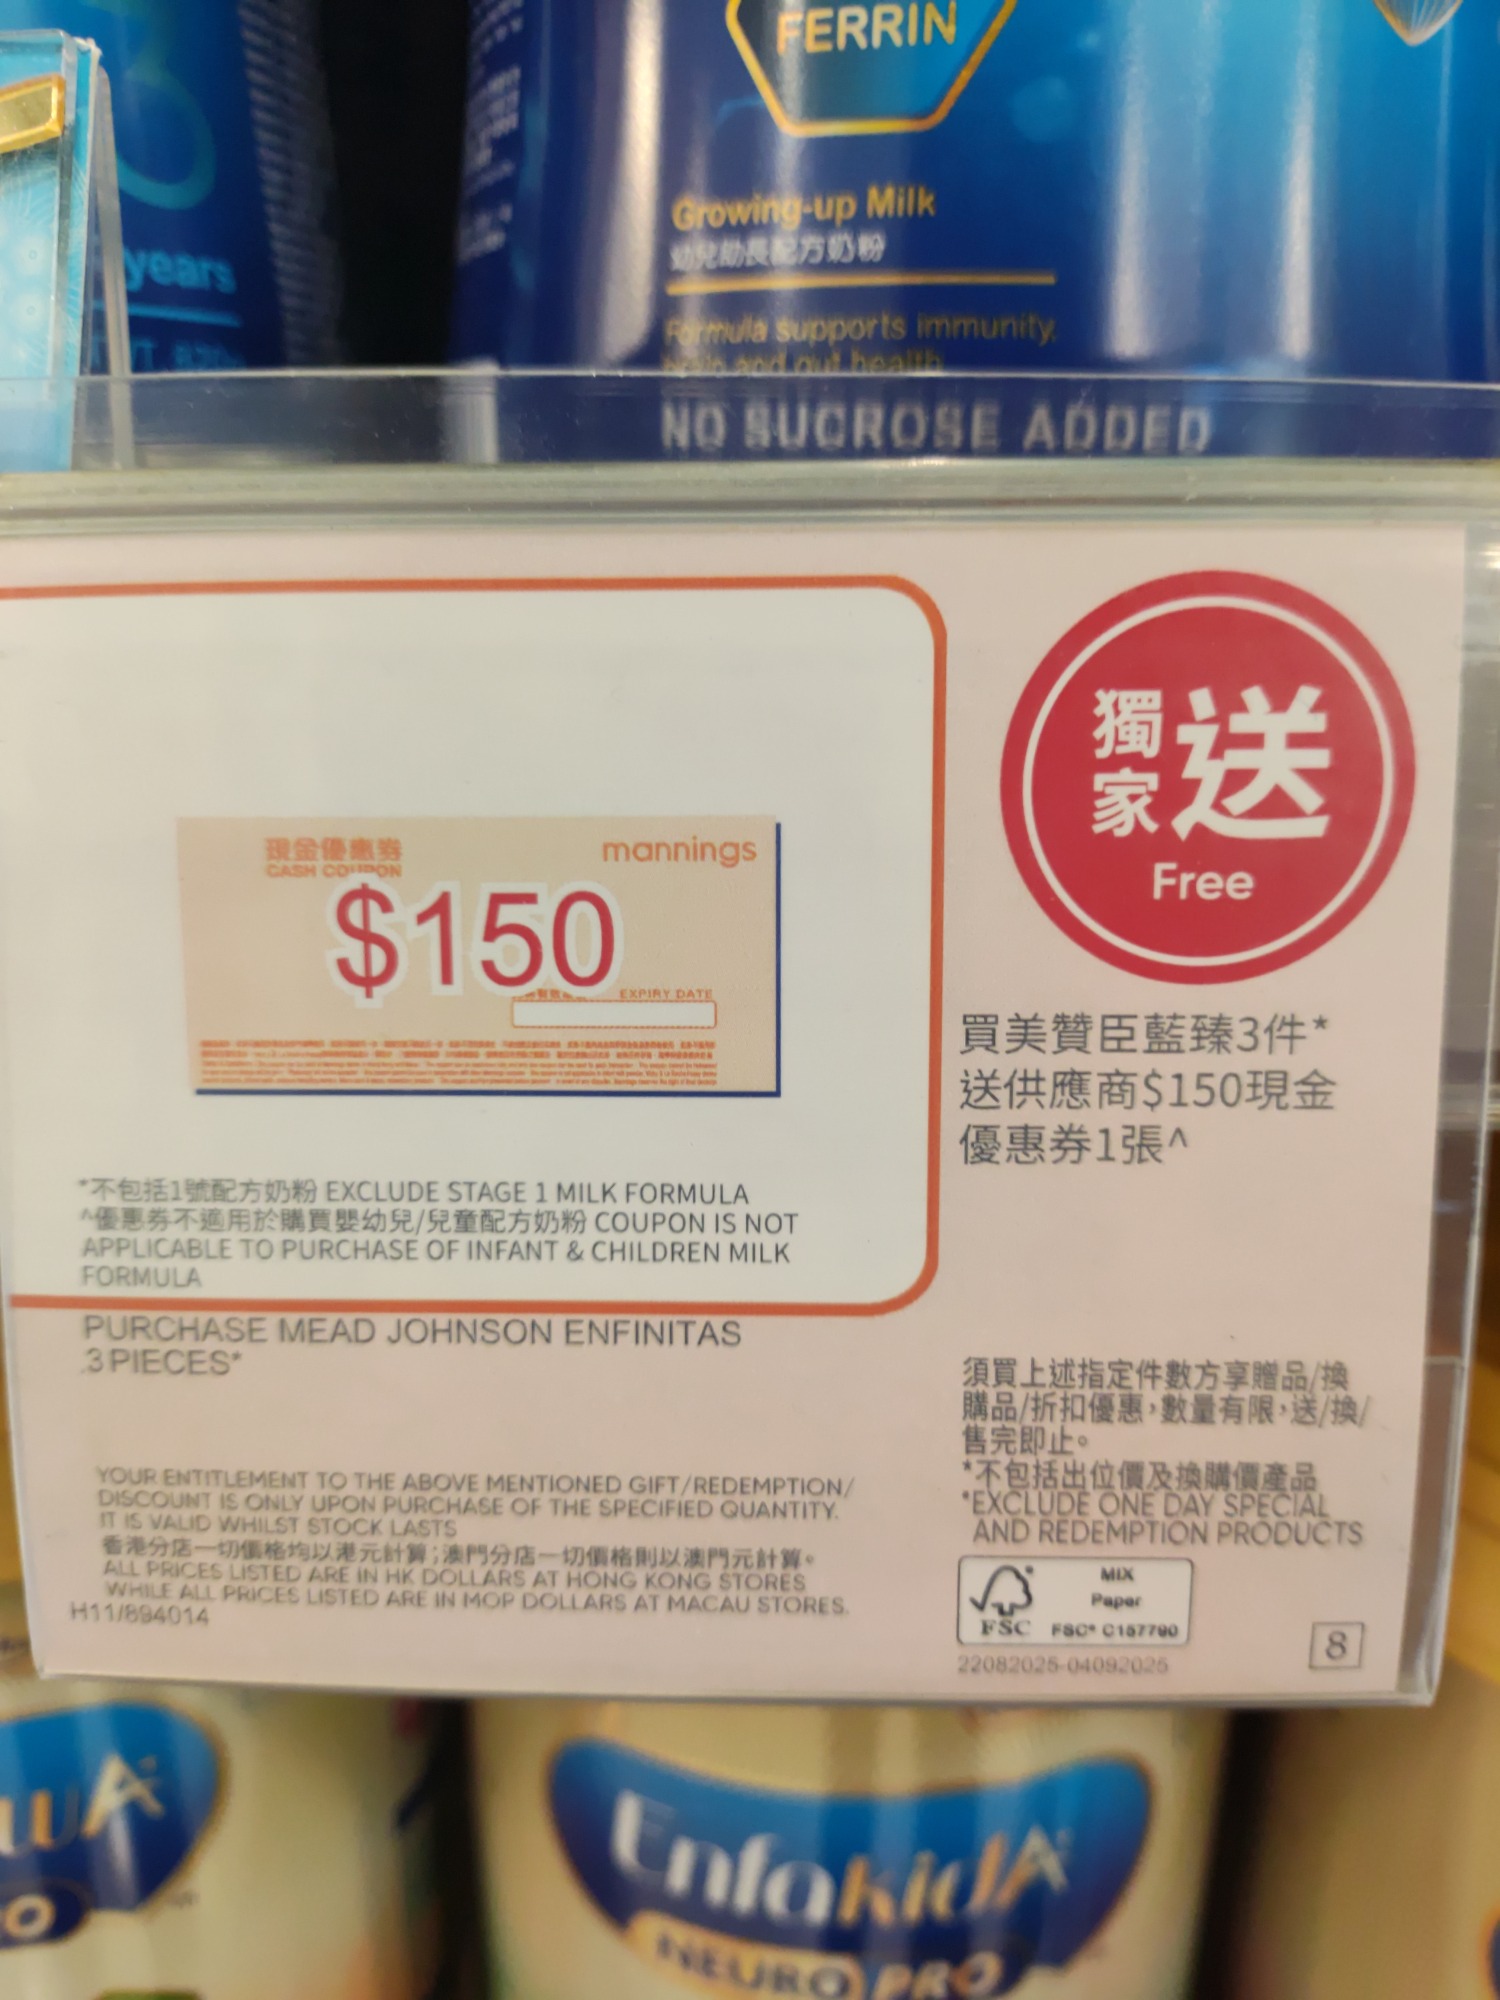 FERRIN
Growing-up Milk
幼兒助長配方奶粉
years
Formula supports immunity,
brain and gut health
NO SUCROSE ADDED
獨家送
Free
現金優惠券
CASH COUPON
mannings
$150
EXPIRY DATE
買美贊臣藍臻3件*
送供應商$150現金
優惠券1張^
*不包括1號配方奶粉 EXCLUDE STAGE 1 MILK FORMULA
^優惠券不適用於購買嬰幼兒/兒童配方奶粉 COUPON IS NOT
APPLICABLE TO PURCHASE OF INFANT & CHILDREN MILK
FORMULA
PURCHASE MEAD JOHNSON ENFINITAS
3 PIECES*
須買上述指定件數方享贈品/換
購品/折扣優惠，數量有限，送/換/
售完即止。
*不包括出位價及換購價產品
*EXCLUDE ONE DAY SPECIAL
AND REDEMPTION PRODUCTS
YOUR ENTITLEMENT TO THE ABOVE MENTIONED GIFT/REDEMPTION/
DISCOUNT IS ONLY UPON PURCHASE OF THE SPECIFIED QUANTITY.
IT IS VALID WHILST STOCK LASTS
香港分店一切價格均以港元計算；澳門分店一切價格則以澳門元計算。
ALL PRICES LISTED ARE IN HK DOLLARS AT HONG KONG STORES
WHILE ALL PRICES LISTED ARE IN MOP DOLLARS AT MACAU STORES.
H11/894014
FSC
MIX
Paper
FSC® C157790
22082025-04092025
8
EnfakidA+
NEURO PRO